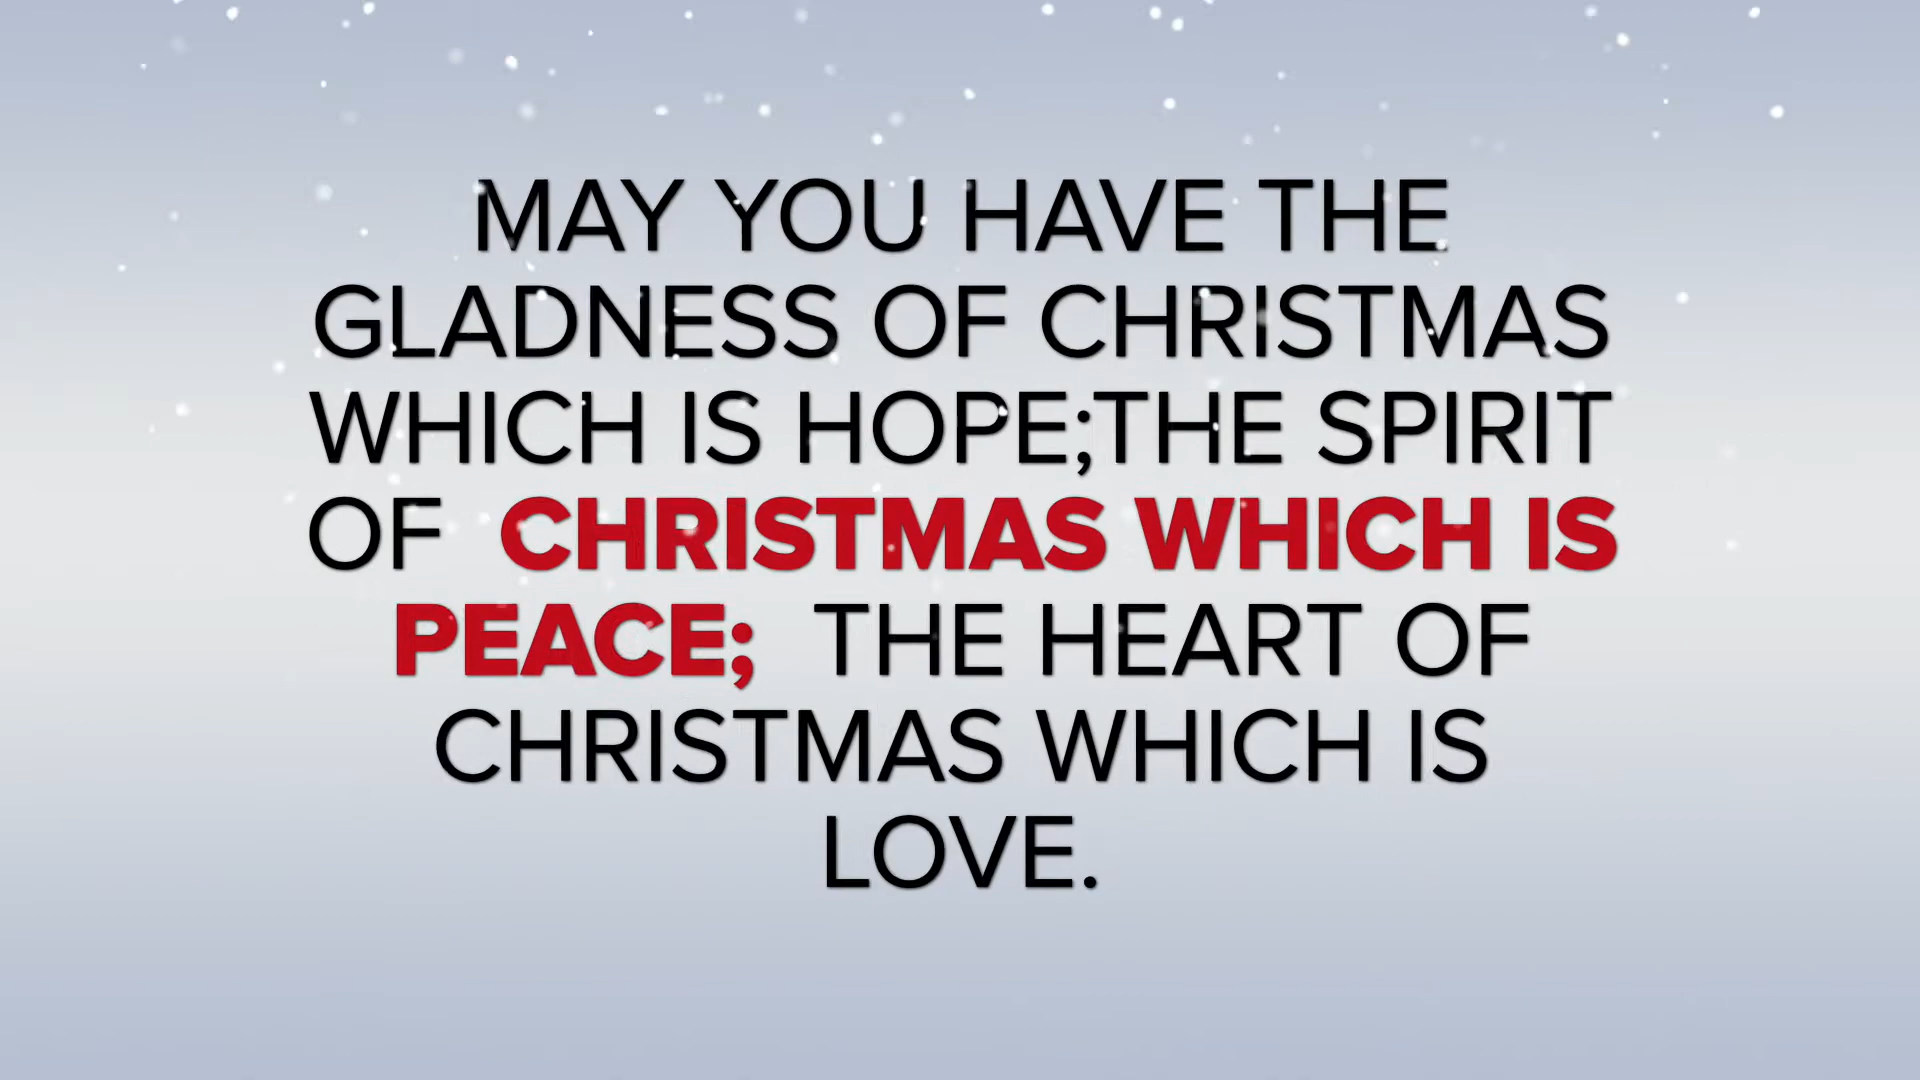 MAY YOU HAVE THE
GLADNESS OF CHRISTMAS
WHICH IS HOPE;THE SPIRIT
OF CHRISTMAS WHICH IS
PEACE; THE HEART OF
CHRISTMAS WHICH IS
LOVE.